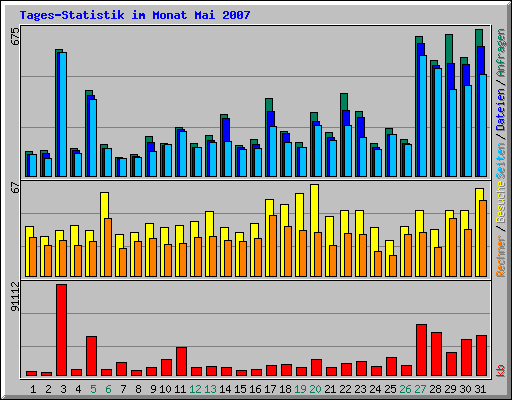 Tages-Statistik im Monat Mai 2007
675
67
91112
Rechner / Besuche Seiten / Dateien / Anfragen
kb
1 2 3 4 5 6 7 8 9 10 11 12 13 14 15 16 17 18 19 20 21 22 23 24 25 26 27 28 29 30 31